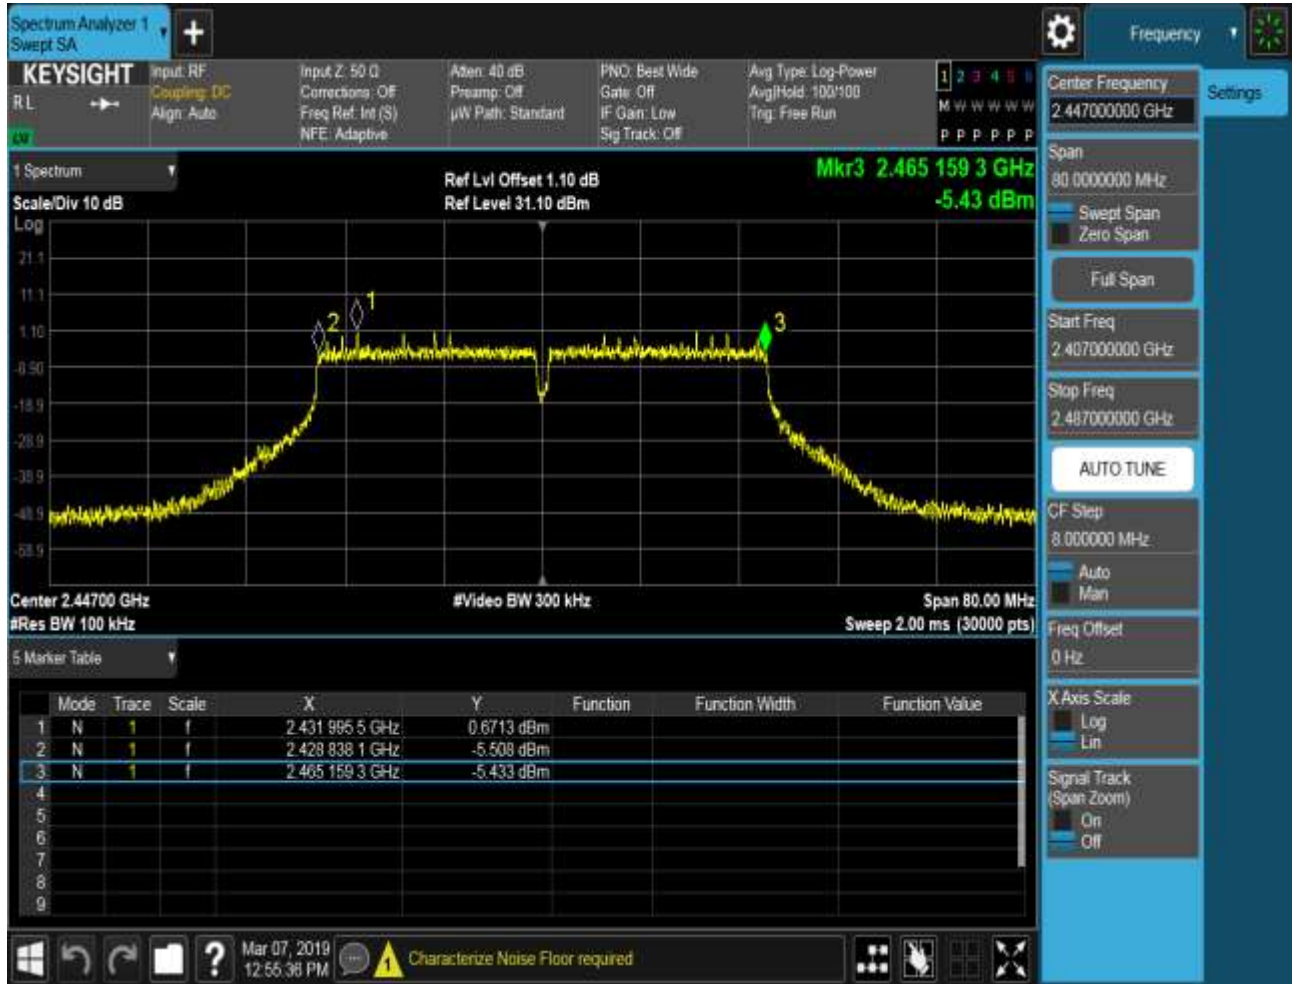 Spectrum Analyzer 1
Swept SA
+
Frequency
KEYSIGHT
RL
Input: RF
Coupling: DC
Align: Auto
Input Z: 50 Ω
Corrections: Off
Freq Ref: Int (S)
NFE: Adaptive
Atten: 40 dB
Preamp: Off
µW Path: Standard
PNO: Best Wide
Gate: Off
IF Gain: Low
Sig Track: Off
Avg Type: Log-Power
Avg|Hold: 100/100
Trig: Free Run
1 2 3 4 5 6
M W W W W W
P P P P P P
1 Spectrum
Scale/Div 10 dB
Ref Lvl Offset 1.10 dB
Ref Level 31.10 dBm
Mkr3 2.465 159 3 GHz
-5.43 dBm
Log
21.1
11.1
1.10
-8.90
-18.9
-28.9
-38.9
-48.9
-58.9
1
2
3
Center 2.44700 GHz
#Res BW 100 kHz
#Video BW 300 kHz
Span 80.00 MHz
Sweep 2.00 ms (30000 pts)
5 Marker Table
Mode Trace Scale X Y Function Function Width Function Value
1 N 1 f 2.431 995 5 GHz 0.6713 dBm
2 N 1 f 2.428 838 1 GHz -5.508 dBm
3 N 1 f 2.465 159 3 GHz -5.433 dBm
4
5
6
7
8
9
Center Frequency
2.447000000 GHz
Settings
Span
80.0000000 MHz
Swept Span
Zero Span
Full Span
Start Freq
2.407000000 GHz
Stop Freq
2.487000000 GHz
AUTO TUNE
CF Step
8.000000 MHz
Auto
Man
Freq Offset
0 Hz
X Axis Scale
Log
Lin
Signal Track
(Span Zoom)
On
Off
?
Mar 07, 2019
12:55:36 PM
1
Characterize Noise Floor required